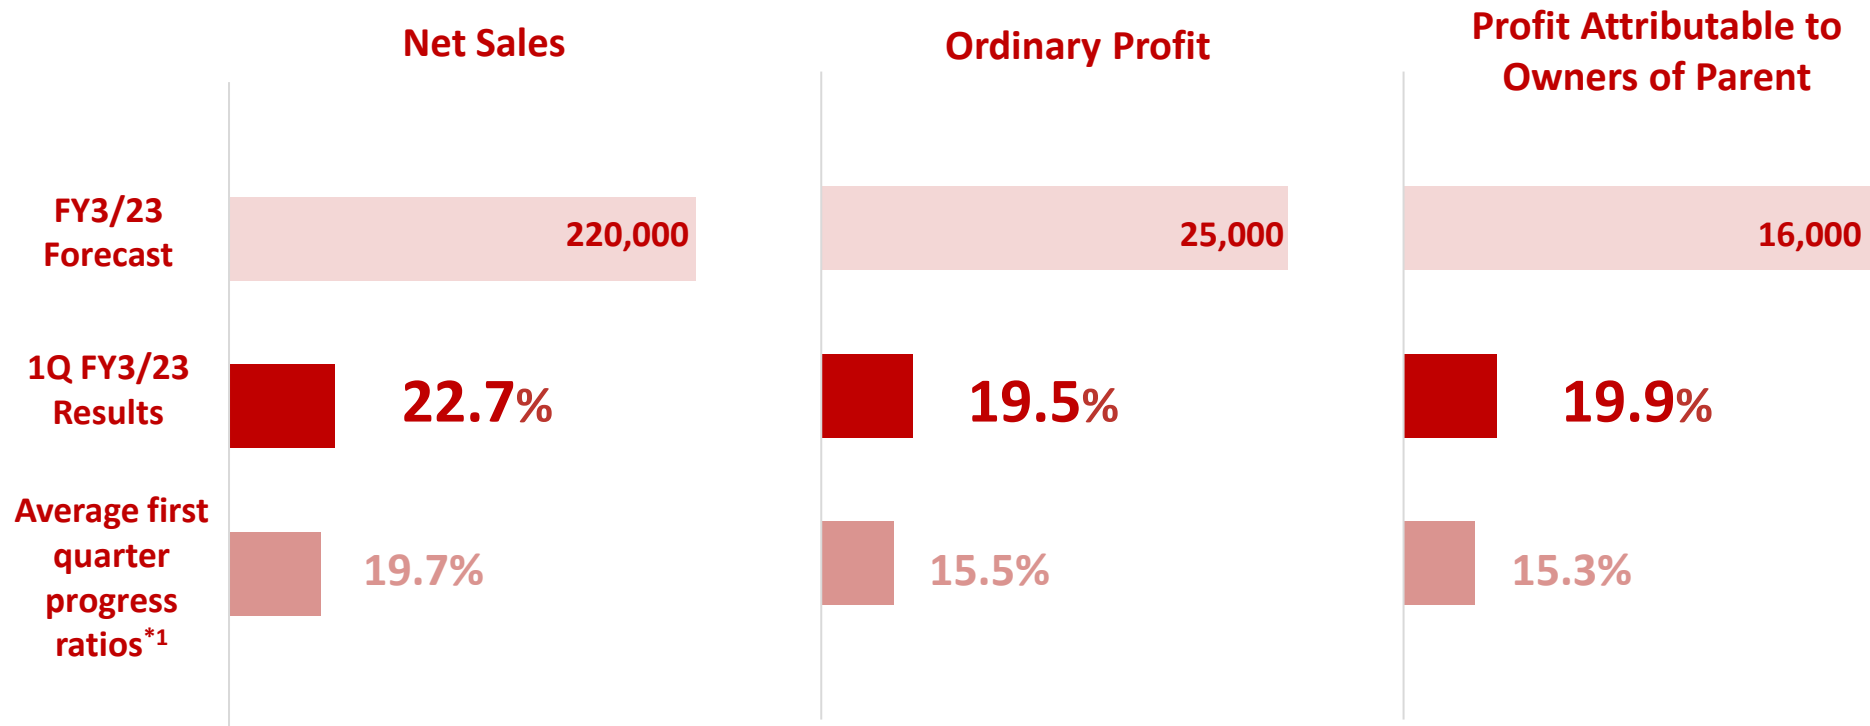 Net Sales
Ordinary Profit
Profit Attributable to
Owners of Parent
FY3/23
Forecast
220,000
25,000
16,000
1Q FY3/23
Results
22.7%
19.5%
19.9%
Average first
quarter
progress
ratios*1
19.7%
15.5%
15.3%